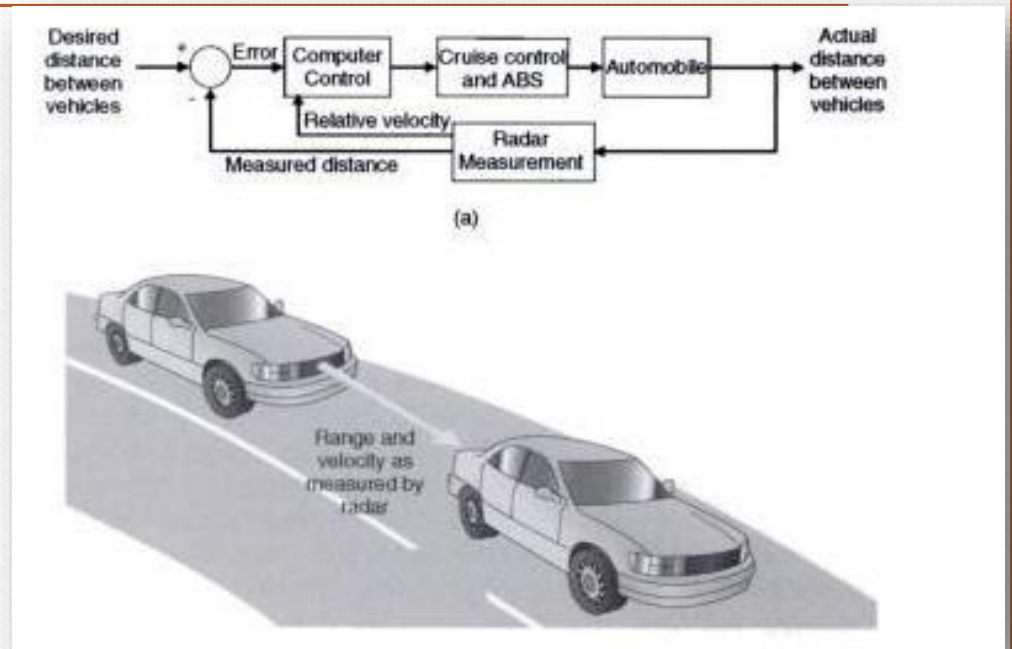 Desired
distance
between
vehicles
+
-
Error
Computer
Control
Cruise control
and ABS
Automobile
Actual
distance
between
vehicles
Relative velocity
Radar
Measurement
Measured distance
(a)
Range and
velocity as
measured by
radar